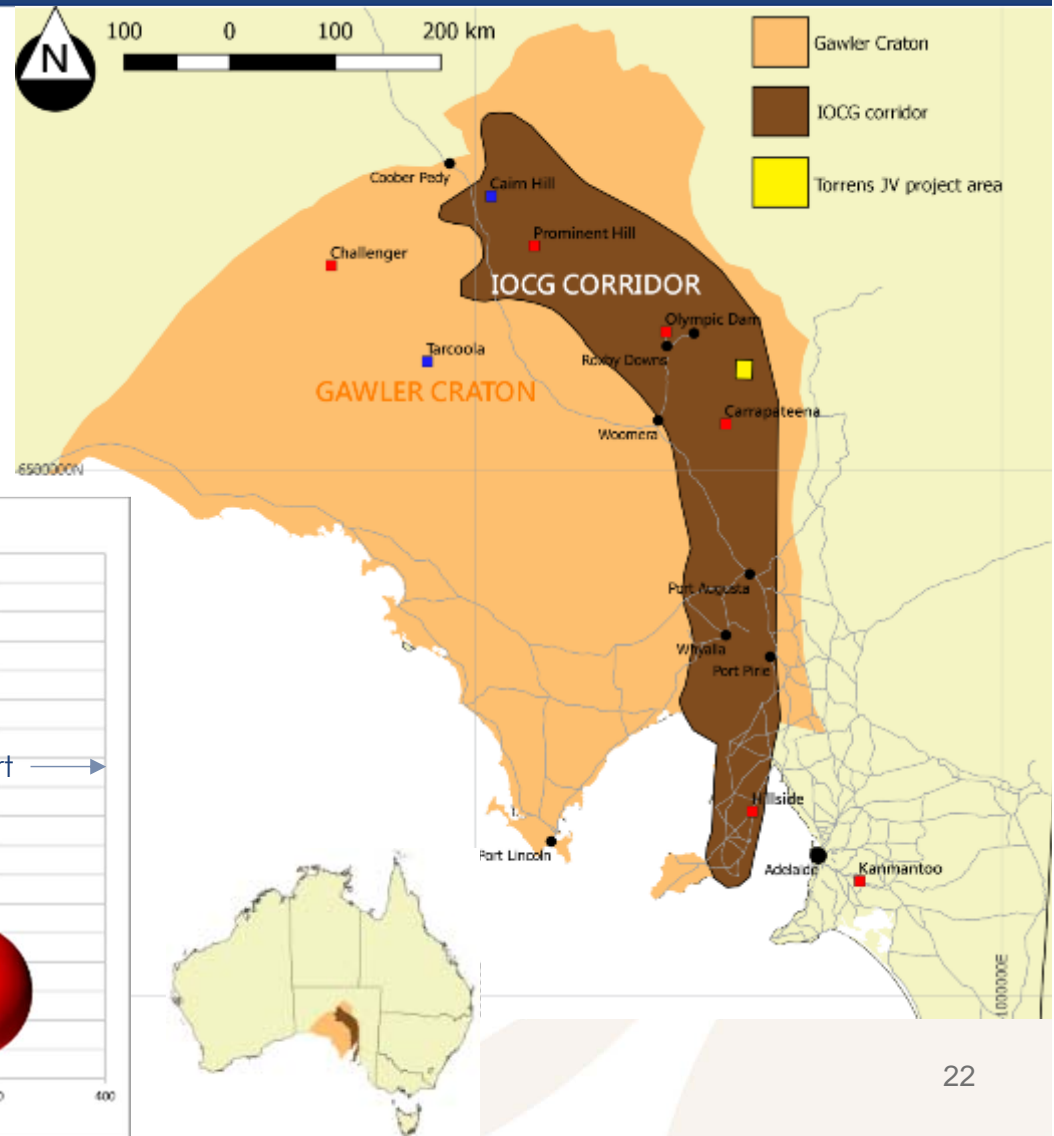 N
100 0 100 200 km
Gawler Craton
IOCG corridor
Torrens JV project area
Coober Pedy
Cairn Hill
Challenger
Prominent Hill
IOCG CORRIDOR
Olympic Dam
Roxby Downs
Tarcoola
GAWLER CRATON
Carrapateena
Woomera
6580000N
Port Augusta
Whyalla
Port Pirie
Hillside
Port Lincoln
Adelaide
Kanmantoo
1000000E
400
22